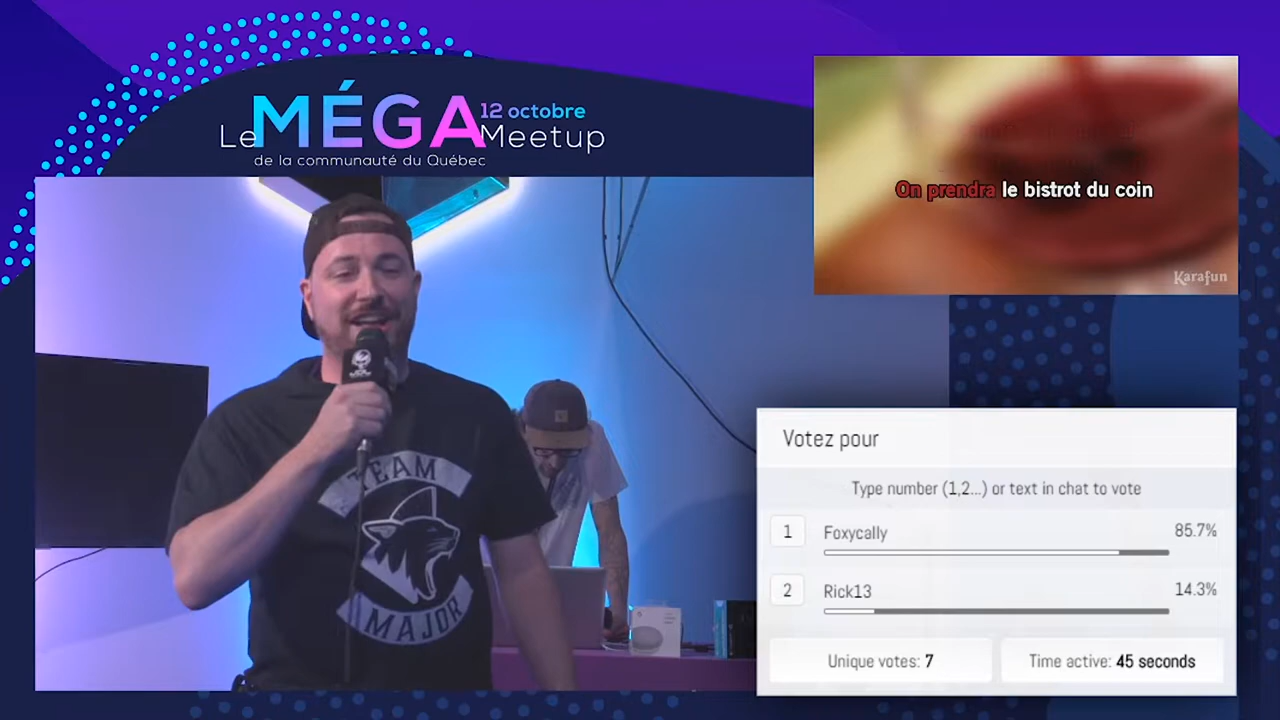 Le MÉGA Meetup
12 octobre
de la communauté du Québec
On prendra le bistrot du coin
Karafun
TEAM
MAJOR
Votez pour
Type number (1,2...) or text in chat to vote
1 Foxycally 85.7%
2 Rick13 14.3%
Unique votes: 7 Time active: 45 seconds